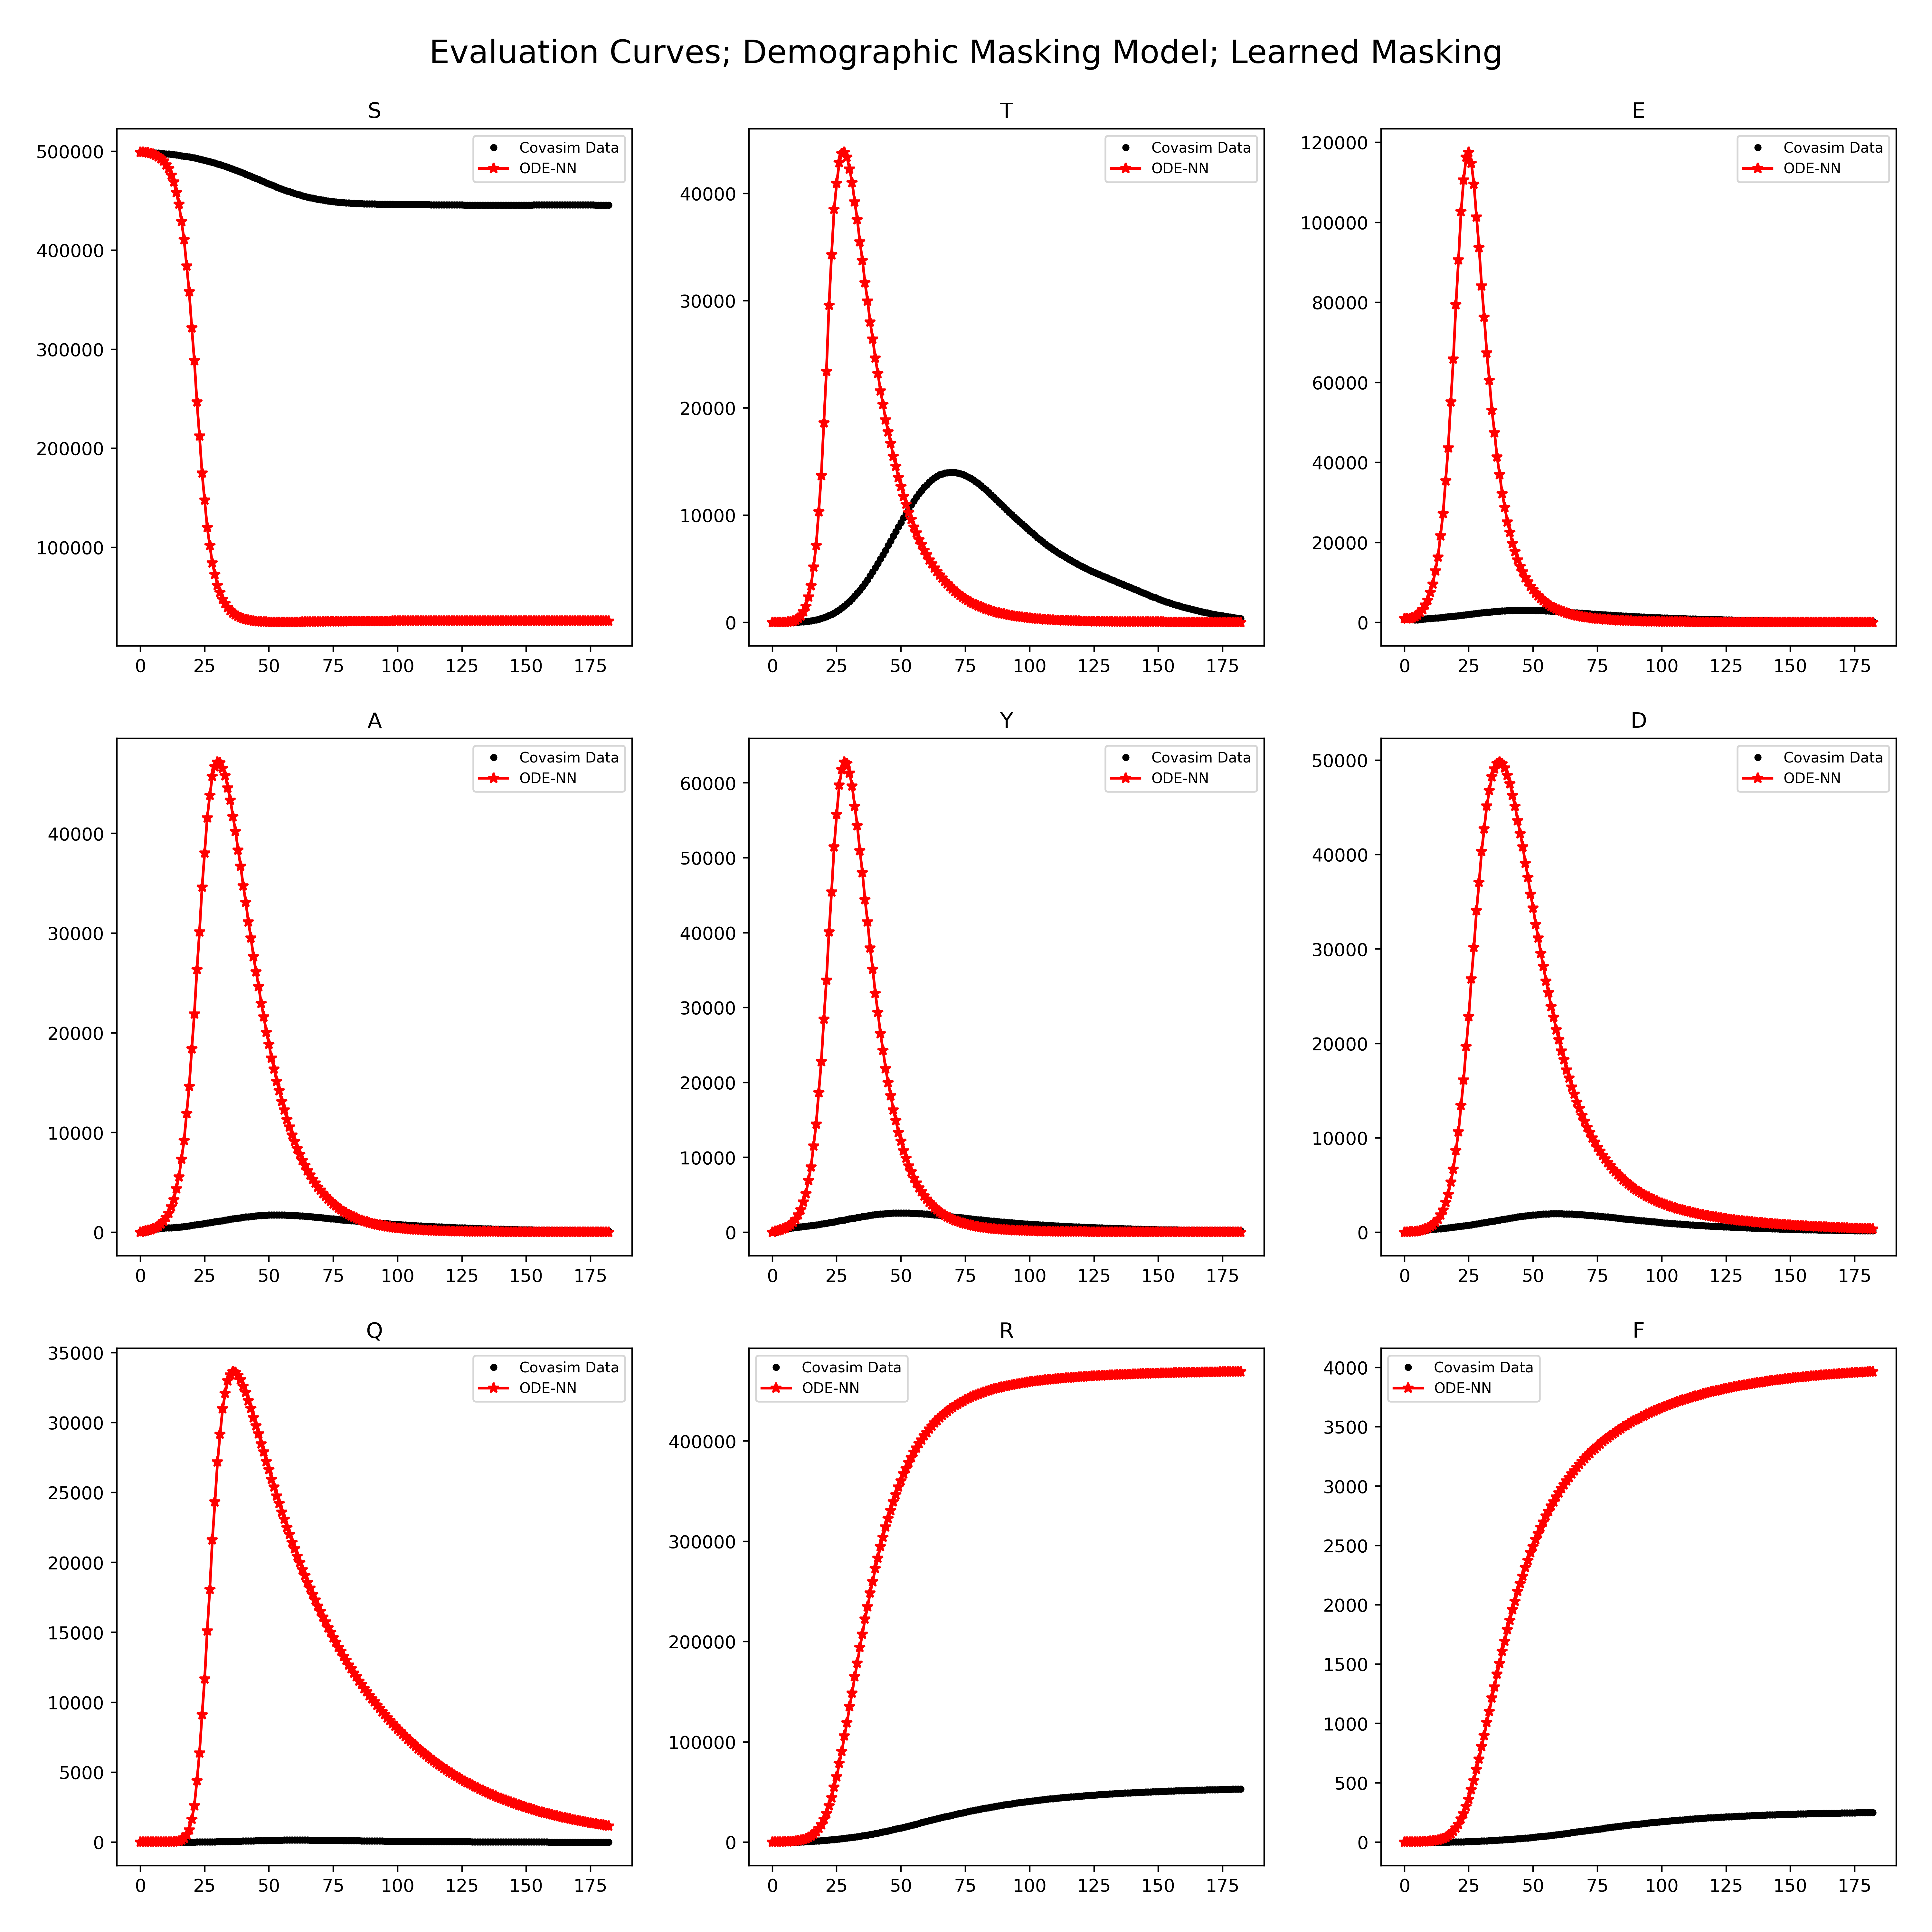 Evaluation Curves; Demographic Masking Model; Learned Masking
S
Covasim Data
ODE-NN
500000
400000
300000
200000
100000
0 25 50 75 100 125 150 175
T
Covasim Data
ODE-NN
40000
30000
20000
10000
0
0 25 50 75 100 125 150 175
E
Covasim Data
ODE-NN
120000
100000
80000
60000
40000
20000
0
0 25 50 75 100 125 150 175
A
Covasim Data
ODE-NN
40000
30000
20000
10000
0
0 25 50 75 100 125 150 175
Y
Covasim Data
ODE-NN
60000
50000
40000
30000
20000
10000
0
0 25 50 75 100 125 150 175
D
Covasim Data
ODE-NN
50000
40000
30000
20000
10000
0
0 25 50 75 100 125 150 175
Q
Covasim Data
ODE-NN
35000
30000
25000
20000
15000
10000
5000
0
0 25 50 75 100 125 150 175
R
Covasim Data
ODE-NN
400000
300000
200000
100000
0
0 25 50 75 100 125 150 175
F
Covasim Data
ODE-NN
4000
3500
3000
2500
2000
1500
1000
500
0
0 25 50 75 100 125 150 175